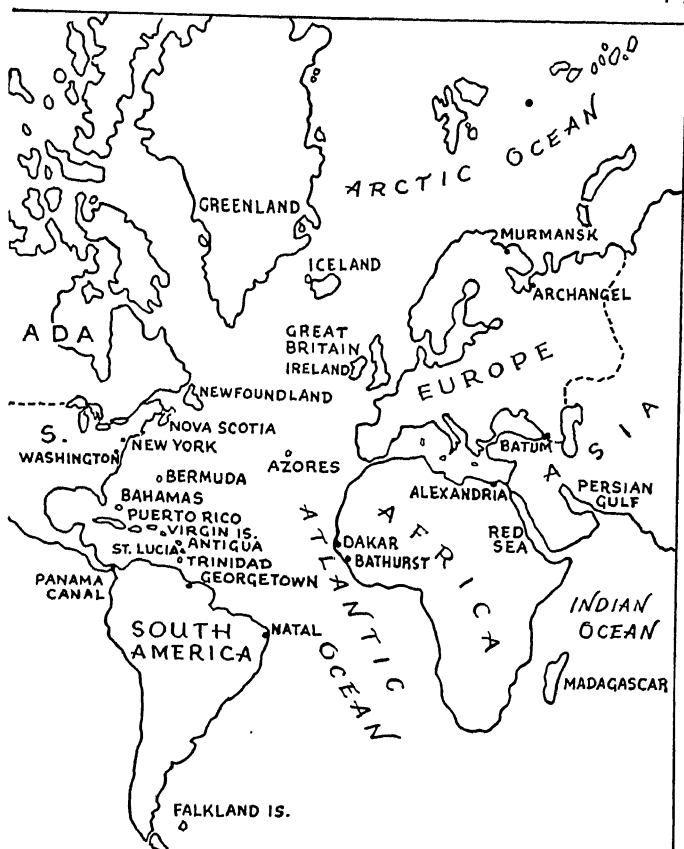 ARCTIC OCEAN
GREENLAND
MURMANSK
ICELAND
ARCHANGEL
ADA
GREAT
BRITAIN
IRELAND
EUROPE
NEWFOUNDLAND
ASIA
NOVA SCOTIA
S.
NEW YORK
WASHINGTON
BATUM
AZORES
BERMUDA
ALEXANDRIA
PERSIAN
GULF
BAHAMAS
PUERTO RICO
VIRGIN IS.
ANTIGUA
ST. LUCIA
TRINIDAD
GEORGETOWN
AFRICA
RED
SEA
DAKAR
BATHURST
PANAMA
CANAL
ATLANTIC
OCEAN
INDIAN
OCEAN
SOUTH
AMERICA
NATAL
MADAGASCAR
FALKLAND IS.